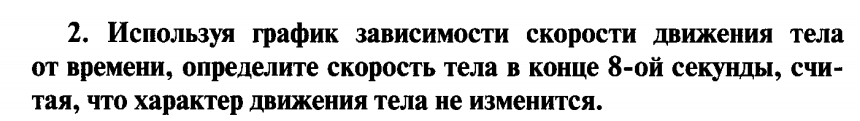 2. Используя график зависимости скорости движения тела
от времени, определите скорость тела в конце 8-ой секунды, счи-
тая, что характер движения тела не изменится.